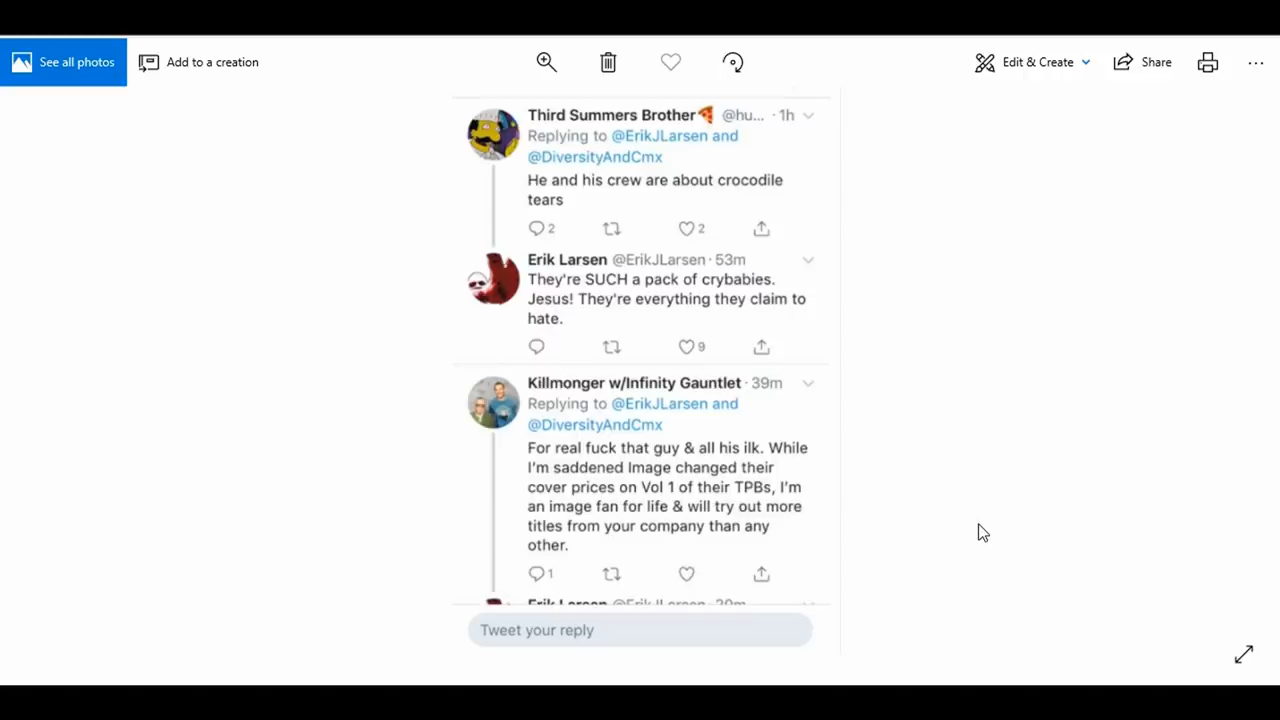 See all photos
Add to a creation
Edit & Create
Share
Third Summers Brother🍕 @hu... · 1h
Replying to @ErikJLarsen and
@DiversityAndCmx
He and his crew are about crocodile
tears
2
2
Erik Larsen @ErikJLarsen · 53m
They're SUCH a pack of crybabies.
Jesus! They're everything they claim to
hate.
9
Killmonger w/Infinity Gauntlet · 39m
Replying to @ErikJLarsen and
@DiversityAndCmx
For real fuck that guy & all his ilk. While
I'm saddened Image changed their
cover prices on Vol 1 of their TPBs, I'm
an image fan for life & will try out more
titles from your company than any
other.
1
Erik Larsen @ErikJLarsen
Tweet your reply